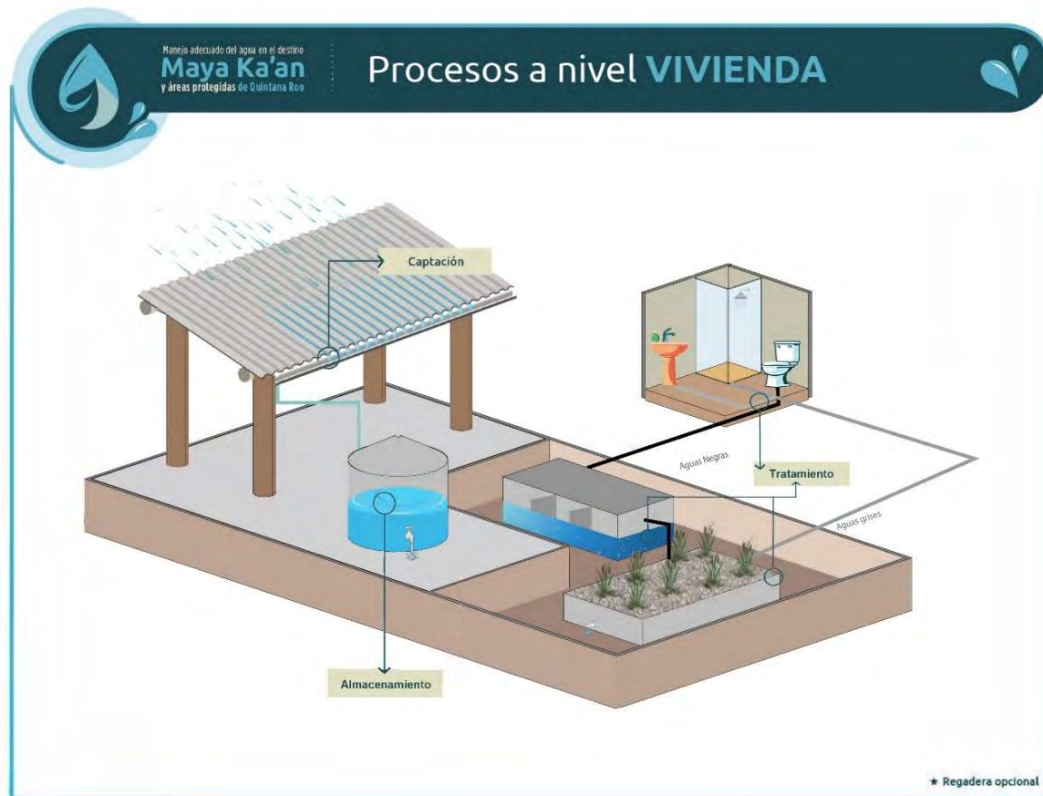 Manejo adecuado del agua en el destino
Maya Ka'an
y áreas protegidas de Quintana Roo
Procesos a nivel VIVIENDA
Captación
Aguas Negras
Tratamiento
Aguas grises
Almacenamiento
★ Regadera opcional